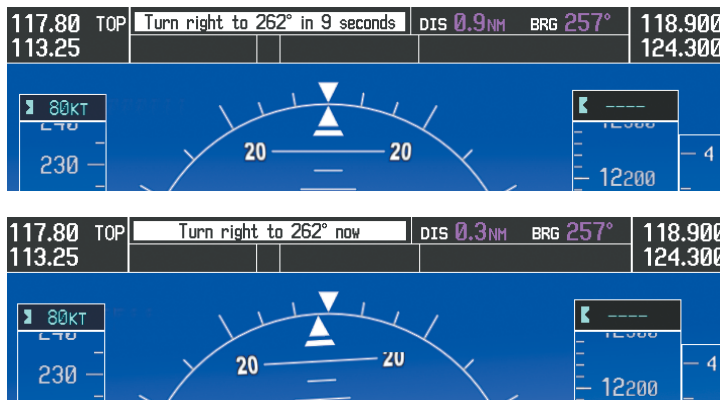 117.80 TOP Turn right to 262° in 9 seconds DIS 0.9NM BRG 257° 118.900
113.25 124.300
80KT ----
20 20
230 12200 4
117.80 TOP Turn right to 262° now DIS 0.3NM BRG 257° 118.900
113.25 124.300
80KT ----
20 20
230 12200 4